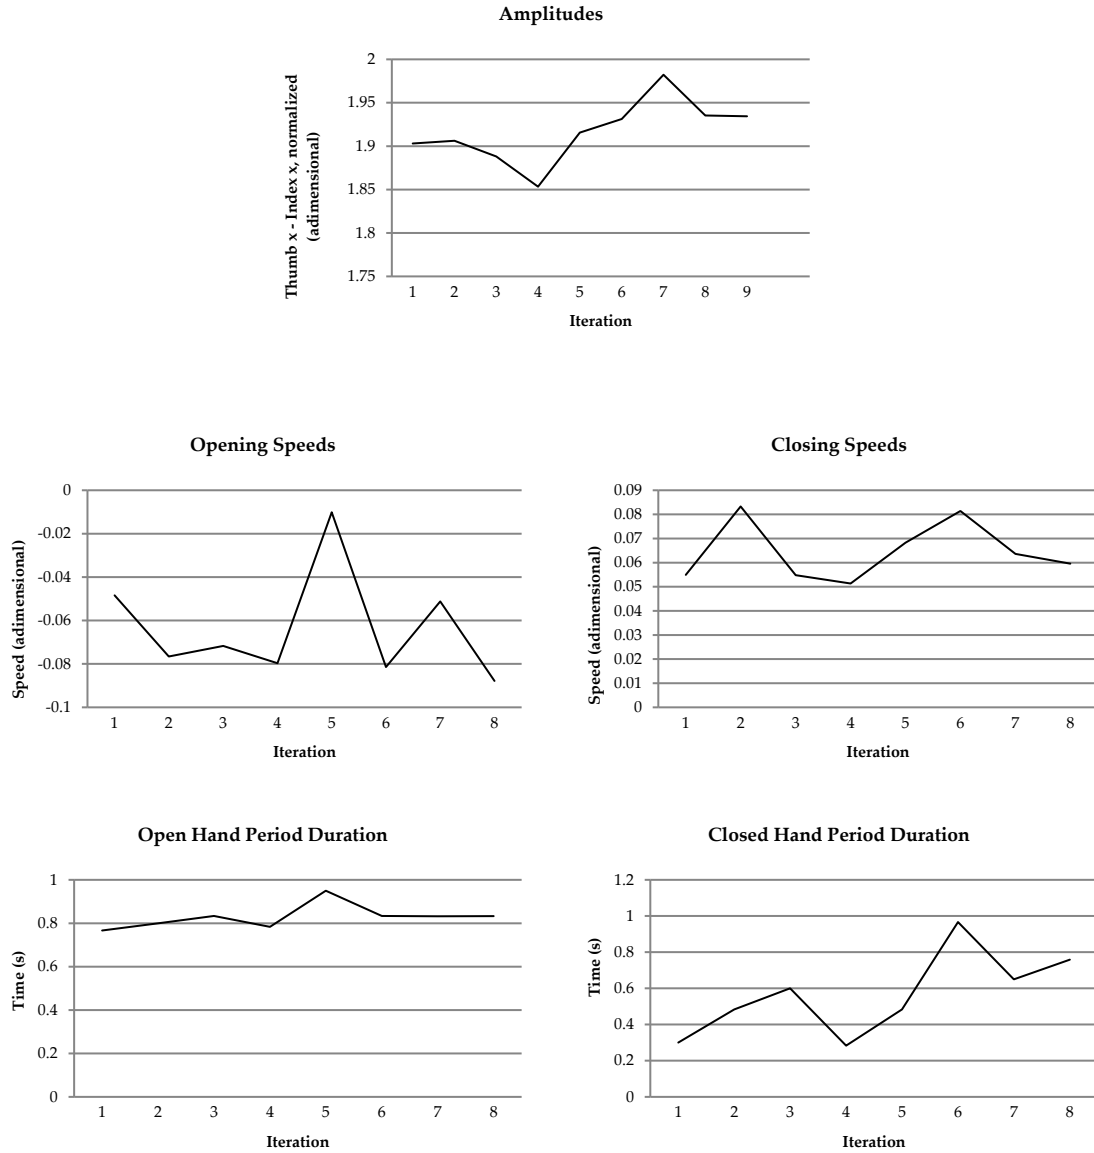 Amplitudes
Thumb x - Index x, normalized
(adimensional)
2
1.95
1.9
1.85
1.8
1.75
1 2 3 4 5 6 7 8 9
Iteration
Opening Speeds
Speed (adimensional)
0
-0.02
-0.04
-0.06
-0.08
-0.1
1 2 3 4 5 6 7 8
Iteration
Closing Speeds
Speed (adimensional)
0.09
0.08
0.07
0.06
0.05
0.04
0.03
0.02
0.01
0
1 2 3 4 5 6 7 8
Iteration
Open Hand Period Duration
Time (s)
1
0.8
0.6
0.4
0.2
0
1 2 3 4 5 6 7 8
Iteration
Closed Hand Period Duration
Time (s)
1.2
1
0.8
0.6
0.4
0.2
0
1 2 3 4 5 6 7 8
Iteration